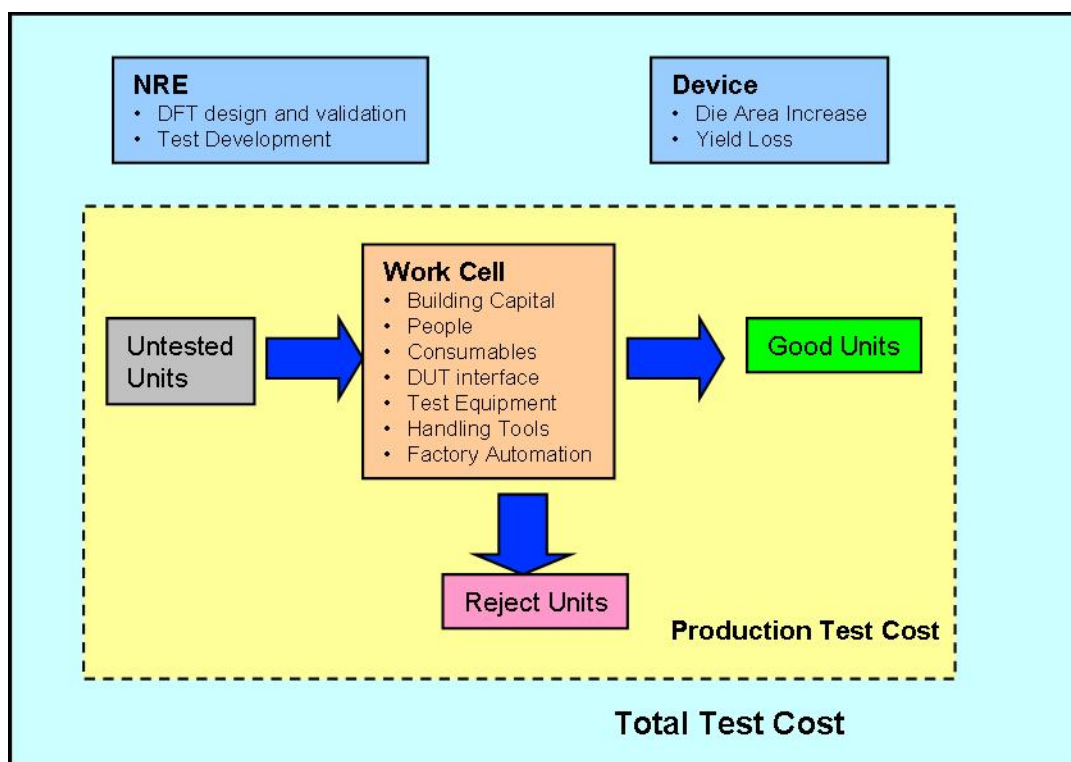 NRE
• DFT design and validation
• Test Development
Device
• Die Area Increase
• Yield Loss
Untested
Units
Work Cell
• Building Capital
• People
• Consumables
• DUT interface
• Test Equipment
• Handling Tools
• Factory Automation
Good Units
Reject Units
Production Test Cost
Total Test Cost